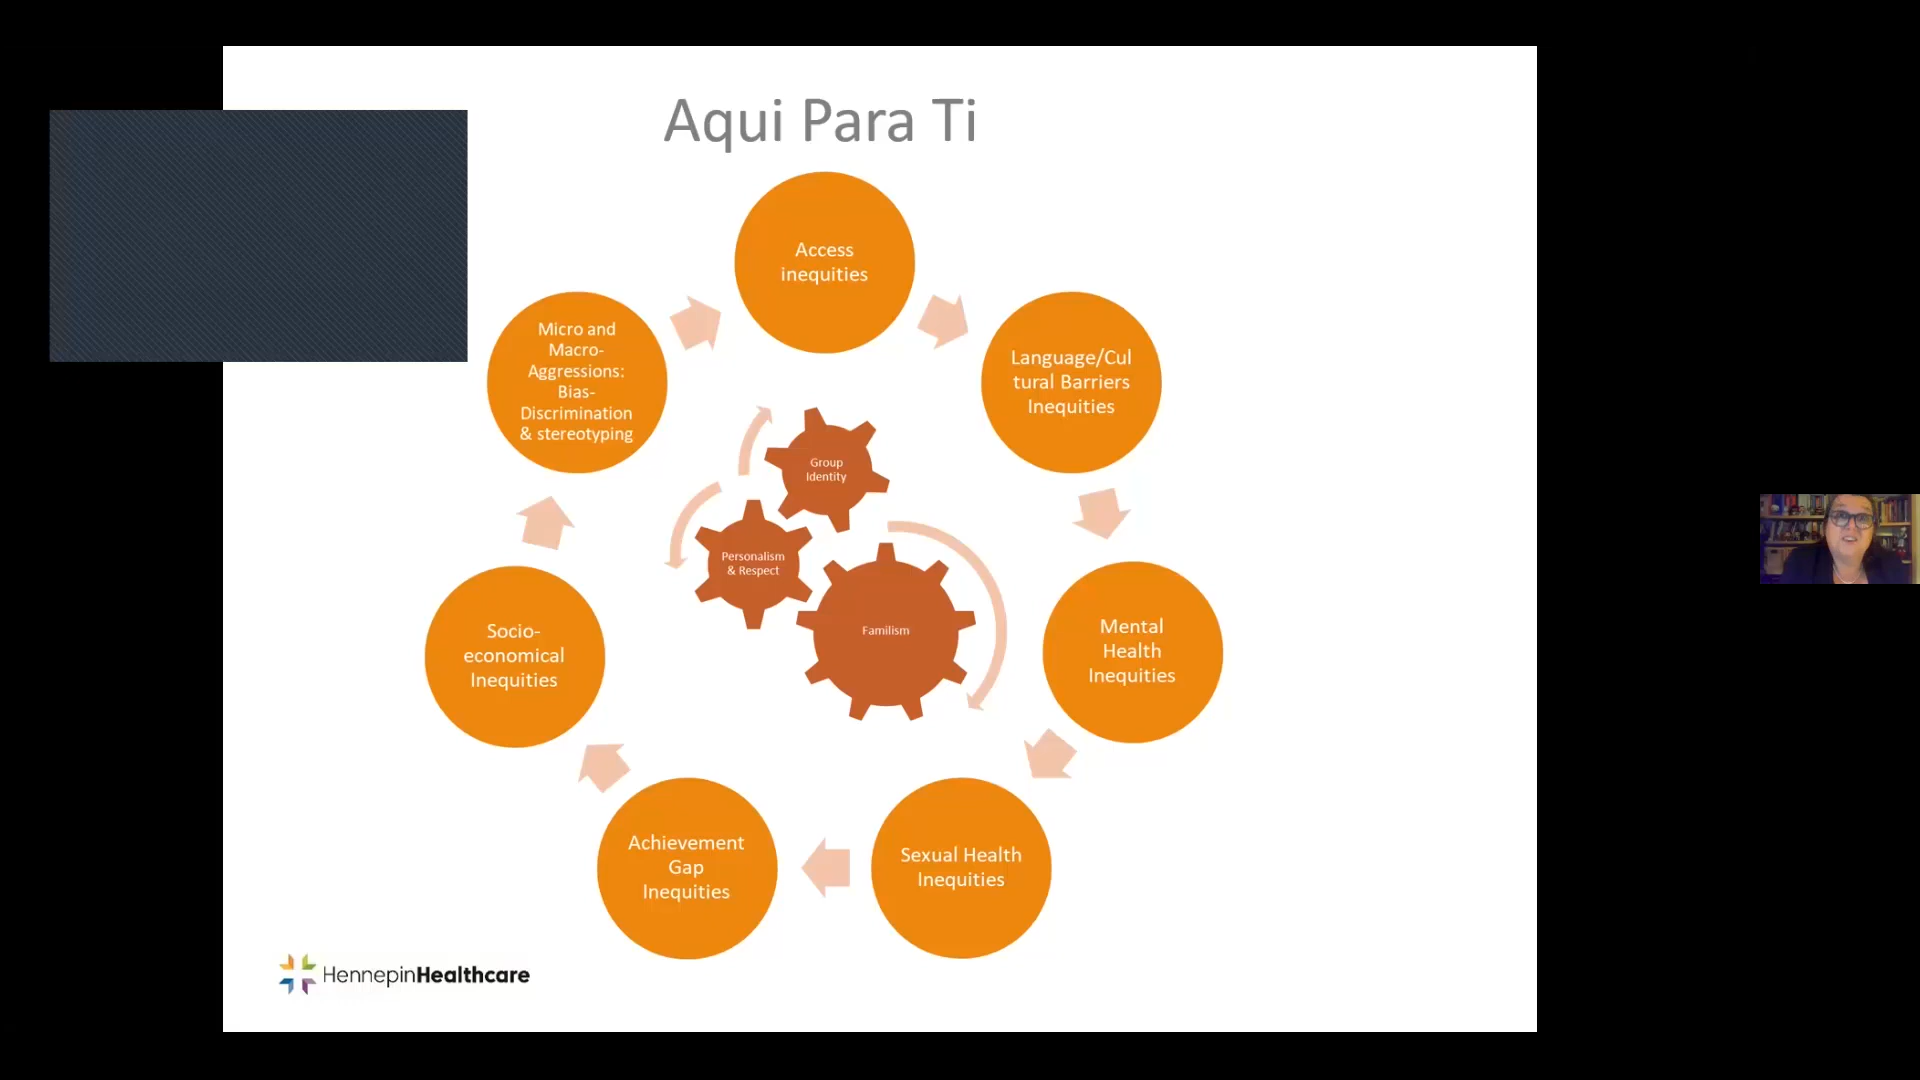 Aqui Para Ti
Access
inequities
Language/Cul
tural Barriers
Inequities
Mental
Health
Inequities
Sexual Health
Inequities
Achievement
Gap
Inequities
Socio-
economical
Inequities
Micro and
Macro-
Aggressions:
Bias-
Discrimination
& stereotyping
Group
Identity
Personalism
& Respect
Familism
HennepinHealthcare